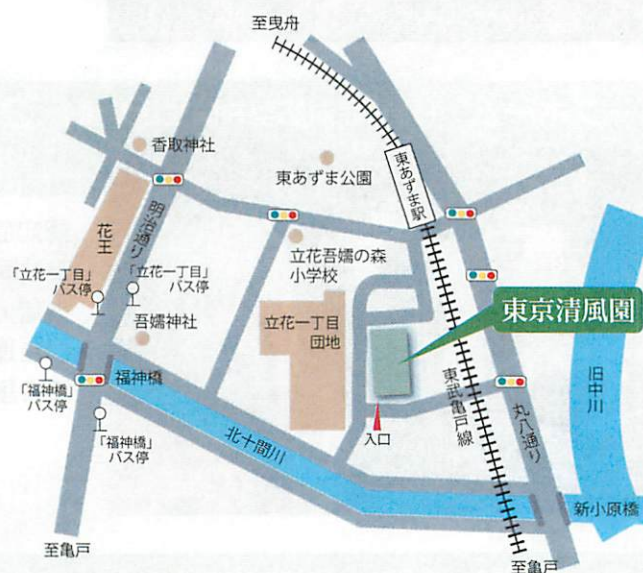 至曳舟
香取神社
東あずま公園
東あずま駅
明治通り
花王
「立花一丁目」
バス停
「立花一丁目」
バス停
立花吾嬬の森
小学校
吾嬬神社
立花一丁目
団地
東京清風園
福神橋
「福神橋」
バス停
「福神橋」
バス停
北十間川
入口
東武亀戸線
丸八通り
旧中川
新小原橋
至亀戸
至亀戸